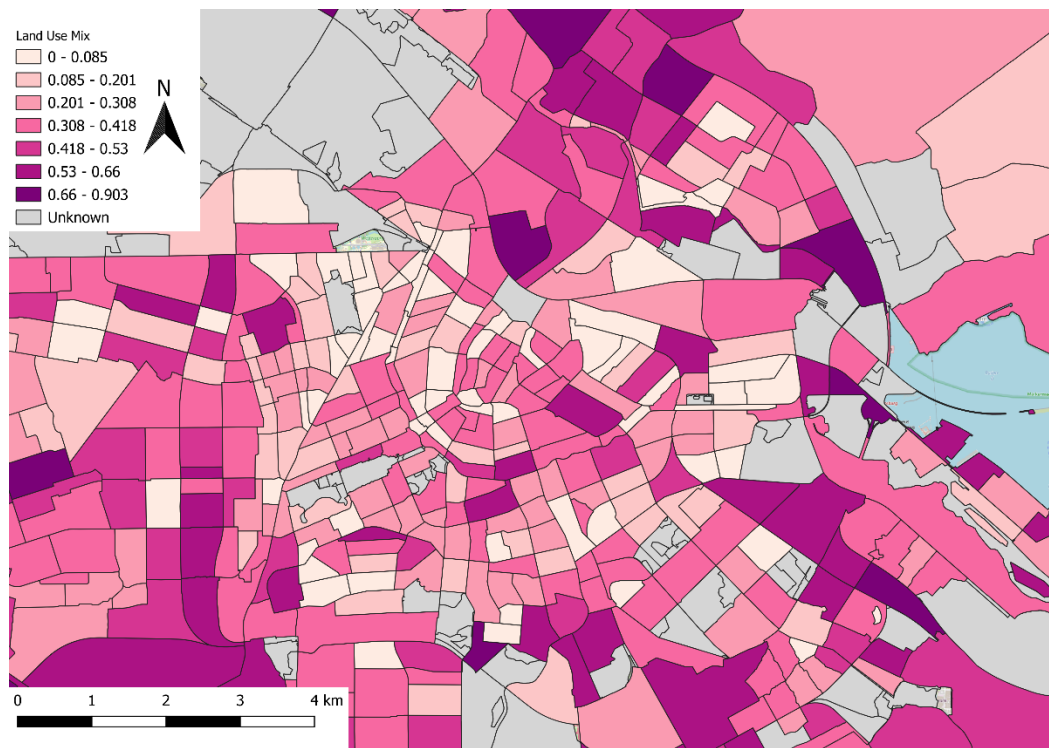 Land Use Mix
0 - 0.085
0.085 - 0.201
0.201 - 0.308
0.308 - 0.418
0.418 - 0.53
0.53 - 0.66
0.66 - 0.903
Unknown
N
0 1 2 3 4 km